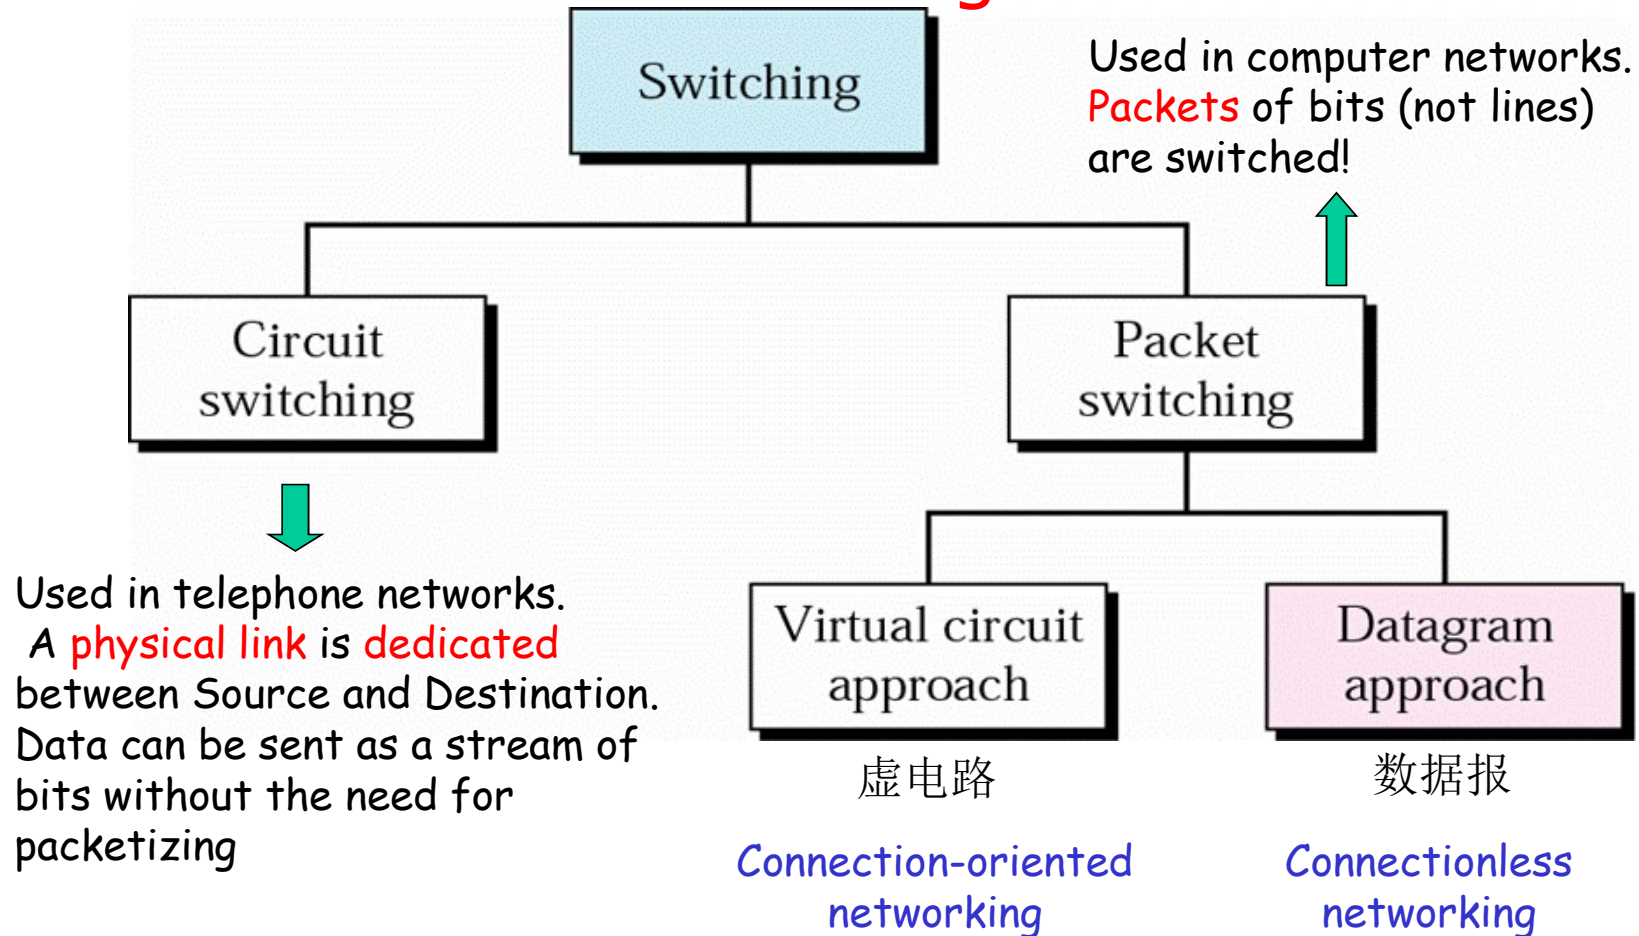 Switching
Used in computer networks.
Packets of bits (not lines)
are switched!
Circuit
switching
Packet
switching
Used in telephone networks.
A physical link is dedicated
between Source and Destination.
Data can be sent as a stream of
bits without the need for
packetizing
Virtual circuit
approach
Datagram
approach
虚电路
数据报
Connection-oriented
networking
Connectionless
networking